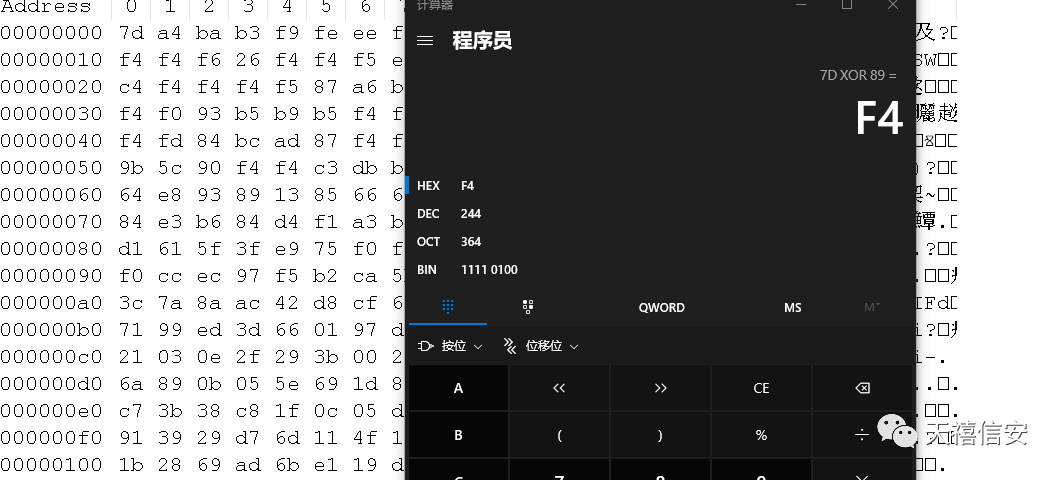 Address 0 1 2 3 4 5 6
计算器
程序员
00000000 7d a4 ba b3 f9 fe ee f
00000010 f4 f4 f6 26 f4 f4 f5 e
7D XOR 89 =
00000020 c4 f4 f4 f4 f5 87 a6 b
F4
00000030 f4 f0 93 b5 b9 b5 f4 f
00000040 f4 fd 84 bc ad 87 f4 f
00000050 9b 5c 90 f4 f4 c3 db b
HEX F4
00000060 64 e8 93 89 13 85 66 6
DEC 244
00000070 84 e3 b6 84 d4 f1 a3 b
OCT 364
00000080 d1 61 5f 3f e9 75 f0 f
BIN 1111 0100
00000090 f0 cc ec 97 f5 b2 ca 5
000000a0 3c 7a 8a ac 42 d8 cf 6
QWORD MS M
000000b0 71 99 ed 3d 66 01 97 d
按位 位移位
000000c0 21 03 0e 2f 29 3b 00 2
000000d0 6a 89 0b 05 5e 69 1d 8
A << >> CE
000000e0 c7 3b 38 c8 1f 0c 05 d
000000f0 91 39 29 d6 6d 11 4f 1
B ( ) % ÷
天禧信安
00000100 1b 28 69 ad 6b e1 19 d